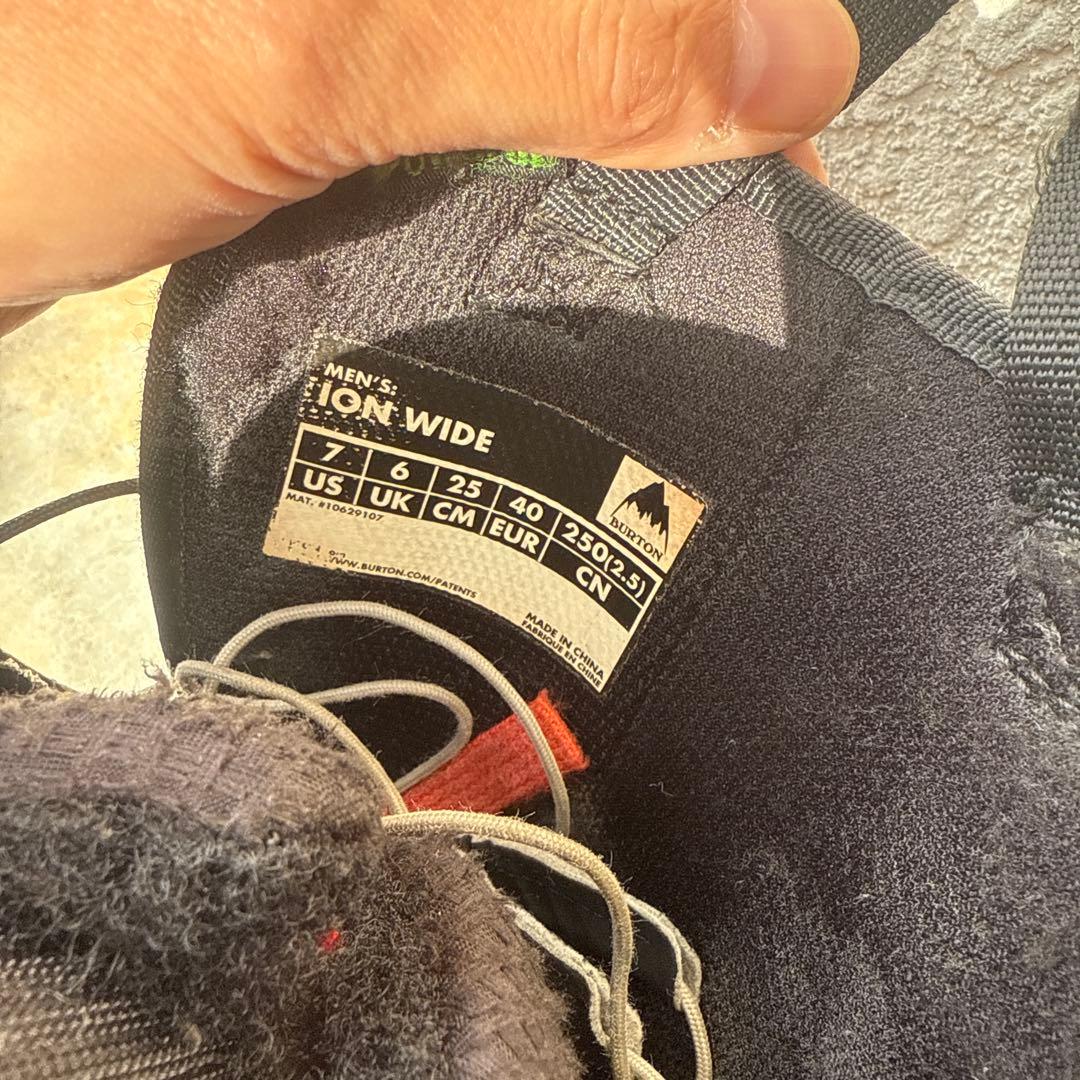 MEN'S:
ION WIDE
7 6 25 40 250(2.5)
US UK CM EUR CN
MAT. #10629107
BURTON
WWW.BURTON.COM/PATENTS
MADE IN CHINA
FABRIQUE EN CHINE